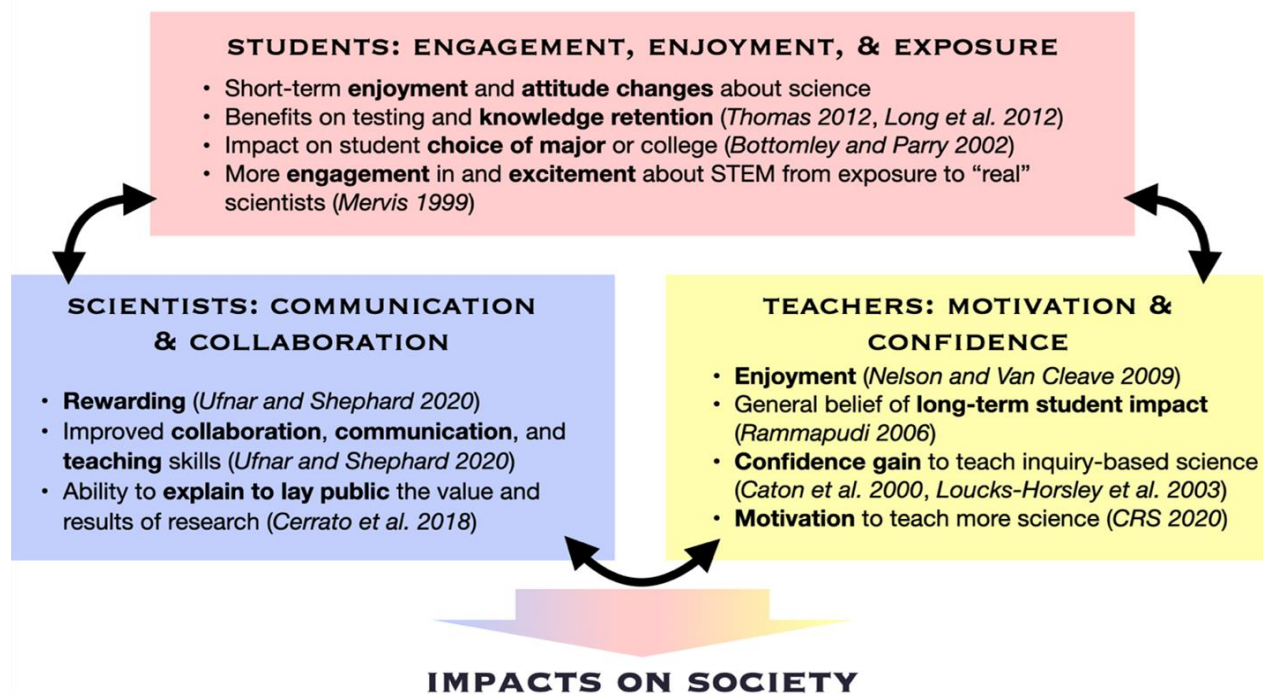 STUDENTS: ENGAGEMENT, ENJOYMENT, & EXPOSURE
• Short-term enjoyment and attitude changes about science
• Benefits on testing and knowledge retention (Thomas 2012, Long et al. 2012)
• Impact on student choice of major or college (Bottomley and Parry 2002)
• More engagement in and excitement about STEM from exposure to “real”
scientists (Mervis 1999)
SCIENTISTS: COMMUNICATION
& COLLABORATION
• Rewarding (Ufnar and Shephard 2020)
• Improved collaboration, communication, and
teaching skills (Ufnar and Shephard 2020)
• Ability to explain to lay public the value and
results of research (Cerrato et al. 2018)
TEACHERS: MOTIVATION &
CONFIDENCE
• Enjoyment (Nelson and Van Cleave 2009)
• General belief of long-term student impact
(Rammapudi 2006)
• Confidence gain to teach inquiry-based science
(Caton et al. 2000, Loucks-Horsley et al. 2003)
• Motivation to teach more science (CRS 2020)
IMPACTS ON SOCIETY